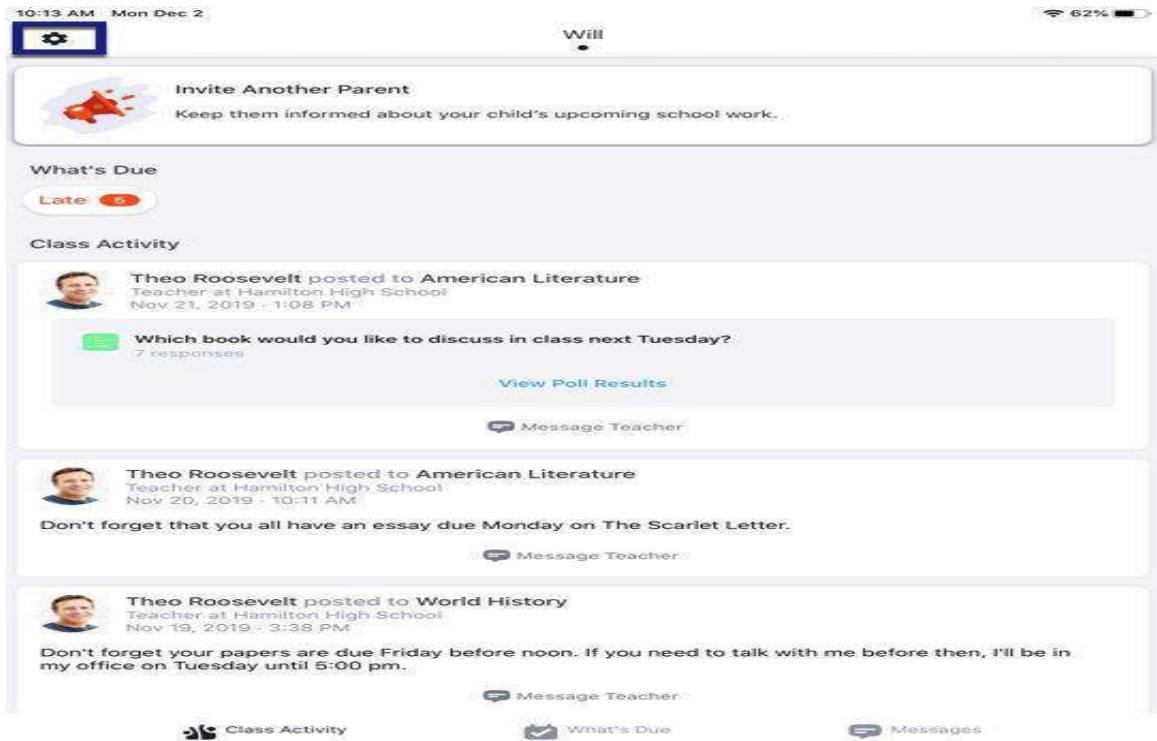 10:13 AM Mon Dec 2
62%
Will
Invite Another Parent
Keep them informed about your child's upcoming school work.
What's Due
Late 5
Class Activity
Theo Roosevelt posted to American Literature
Teacher at Hamilton High School
Nov 21, 2019 · 1:08 PM
Which book would you like to discuss in class next Tuesday?
7 responses
View Poll Results
Message Teacher
Theo Roosevelt posted to American Literature
Teacher at Hamilton High School
Nov 20, 2019 · 10:11 AM
Don't forget that you all have an essay due Monday on The Scarlet Letter.
Message Teacher
Theo Roosevelt posted to World History
Teacher at Hamilton High School
Nov 19, 2019 · 3:38 PM
Don't forget your papers are due Friday before noon. If you need to talk with me before then, I'll be in
my office on Tuesday until 5:00 pm.
Message Teacher
Class Activity
What's Due
Messages